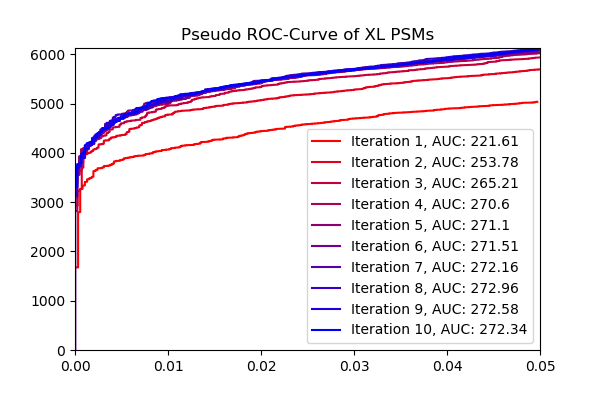 Pseudo ROC-Curve of XL PSMs
6000
5000
4000
3000
2000
1000
0
0.00
0.01
0.02
0.03
0.04
0.05
Iteration 1, AUC: 221.61
Iteration 2, AUC: 253.78
Iteration 3, AUC: 265.21
Iteration 4, AUC: 270.6
Iteration 5, AUC: 271.1
Iteration 6, AUC: 271.51
Iteration 7, AUC: 272.16
Iteration 8, AUC: 272.96
Iteration 9, AUC: 272.58
Iteration 10, AUC: 272.34